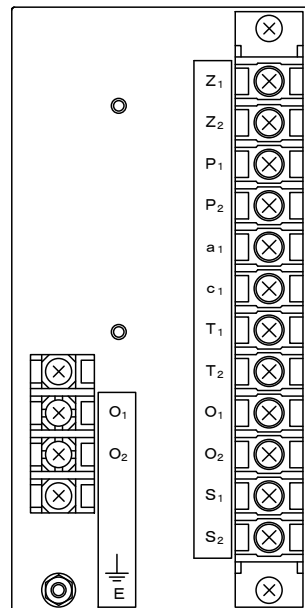 Z₁
Z₂
P₁
P₂
a₁
c₁
T₁
T₂
O₁
O₂
S₁
S₂
O₁
O₂
E